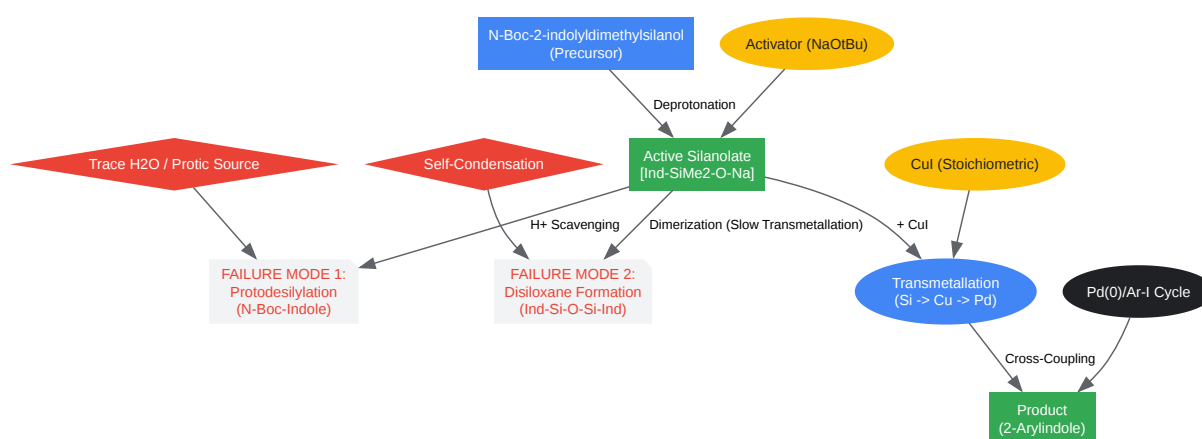 N-Boc-2-indolyldimethylsilanol
(Precursor)
Activator (NaOtBu)
Deprotonation
Trace H2O / Protic Source
Self-Condensation
Active Silanolate
[Ind-SiMe2-O-Na]
CuI (Stoichiometric)
H+ Scavenging
Dimerization (Slow Transmetallation)
+ CuI
FAILURE MODE 1:
Protodesilylation
(N-Boc-Indole)
FAILURE MODE 2:
Disiloxane Formation
(Ind-Si-O-Si-Ind)
Transmetallation
(Si -> Cu -> Pd)
Pd(0)/Ar-I Cycle
Cross-Coupling
Product
(2-Arylindole)